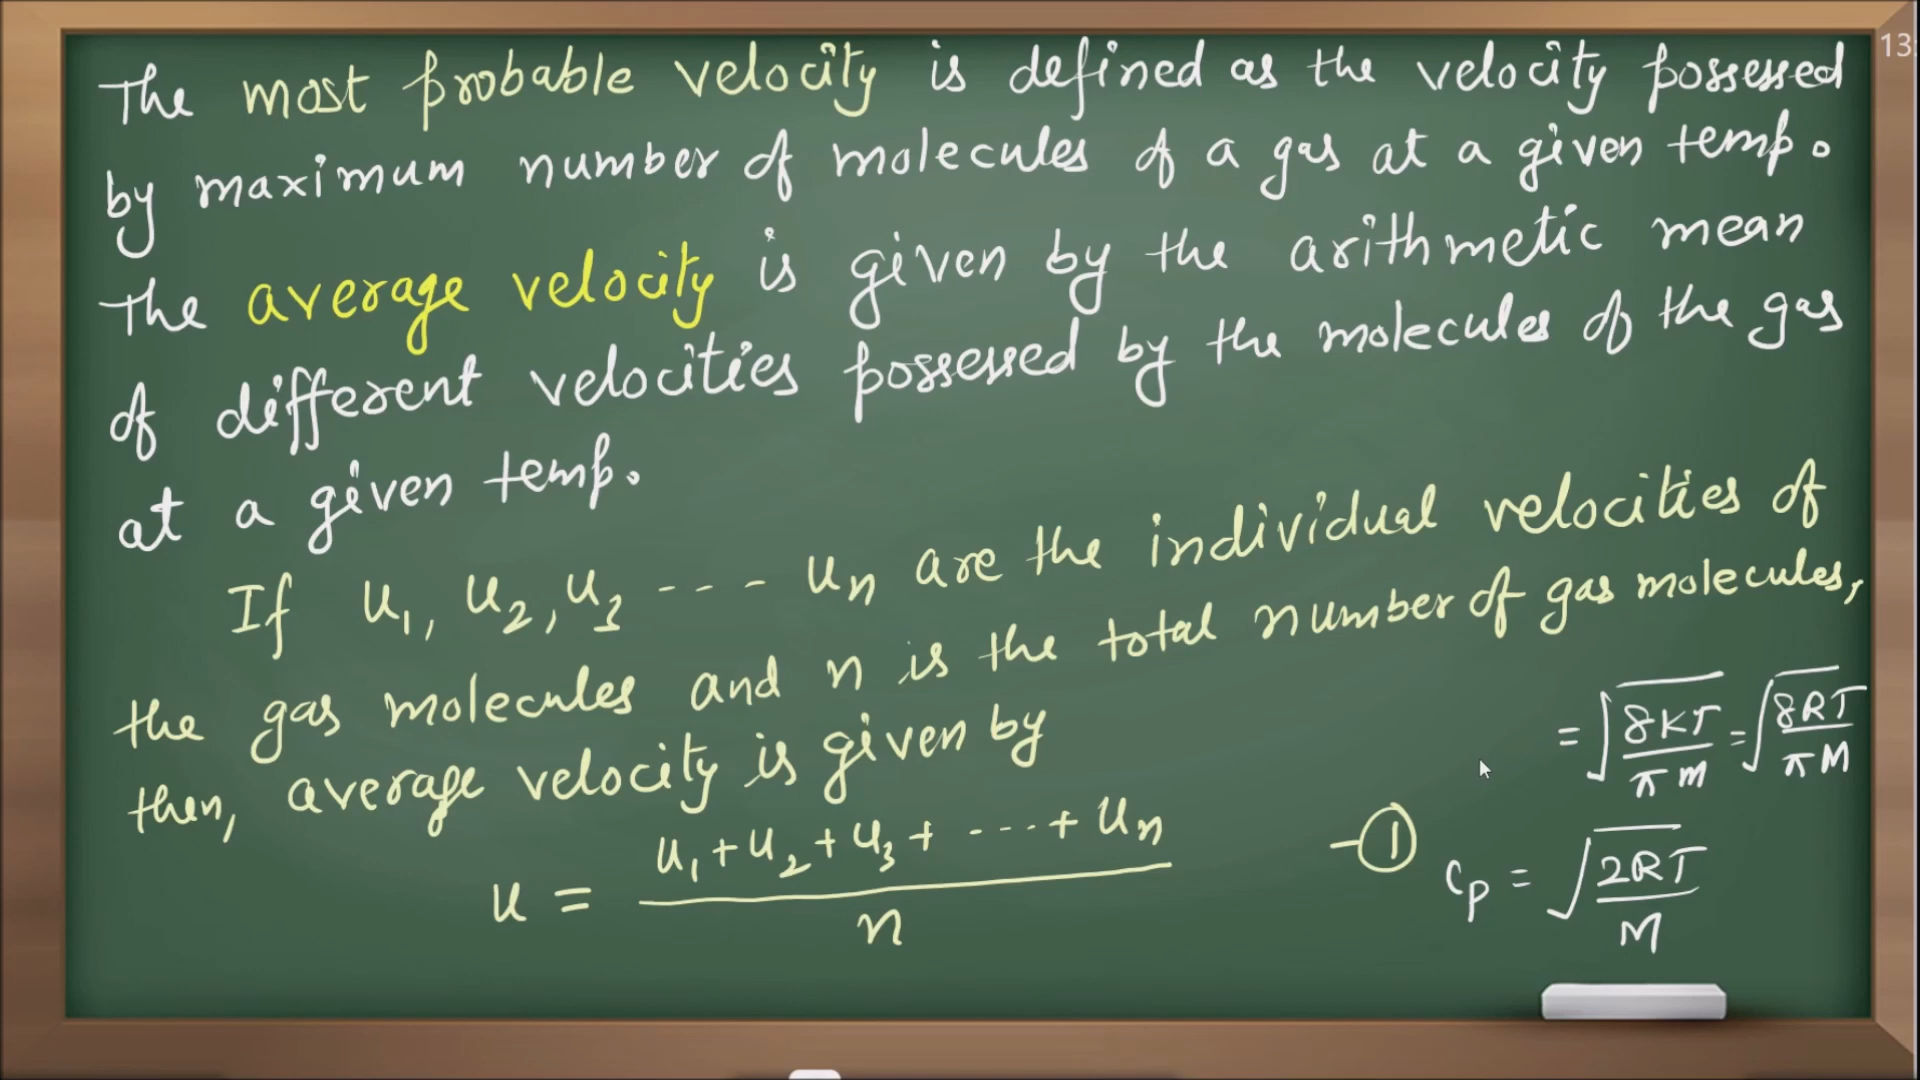 The most probable velocity is defined as the velocity possessed
by maximum number of molecules of a gas at a given temp.
The average velocity is given by the arithmetic mean
of different velocities possessed by the molecules of the gas
at a given temp.
If u₁, u₂, u₃ ---- uₙ are the individual velocities of
the gas molecules and n is the total number of gas molecules,
then, average velocity is given by
u = (u₁ + u₂ + u₃ + ---- + uₙ) / n -①
= √(8KT / πm) = √(8RT / πM)
Cp = √(2RT / M)
13